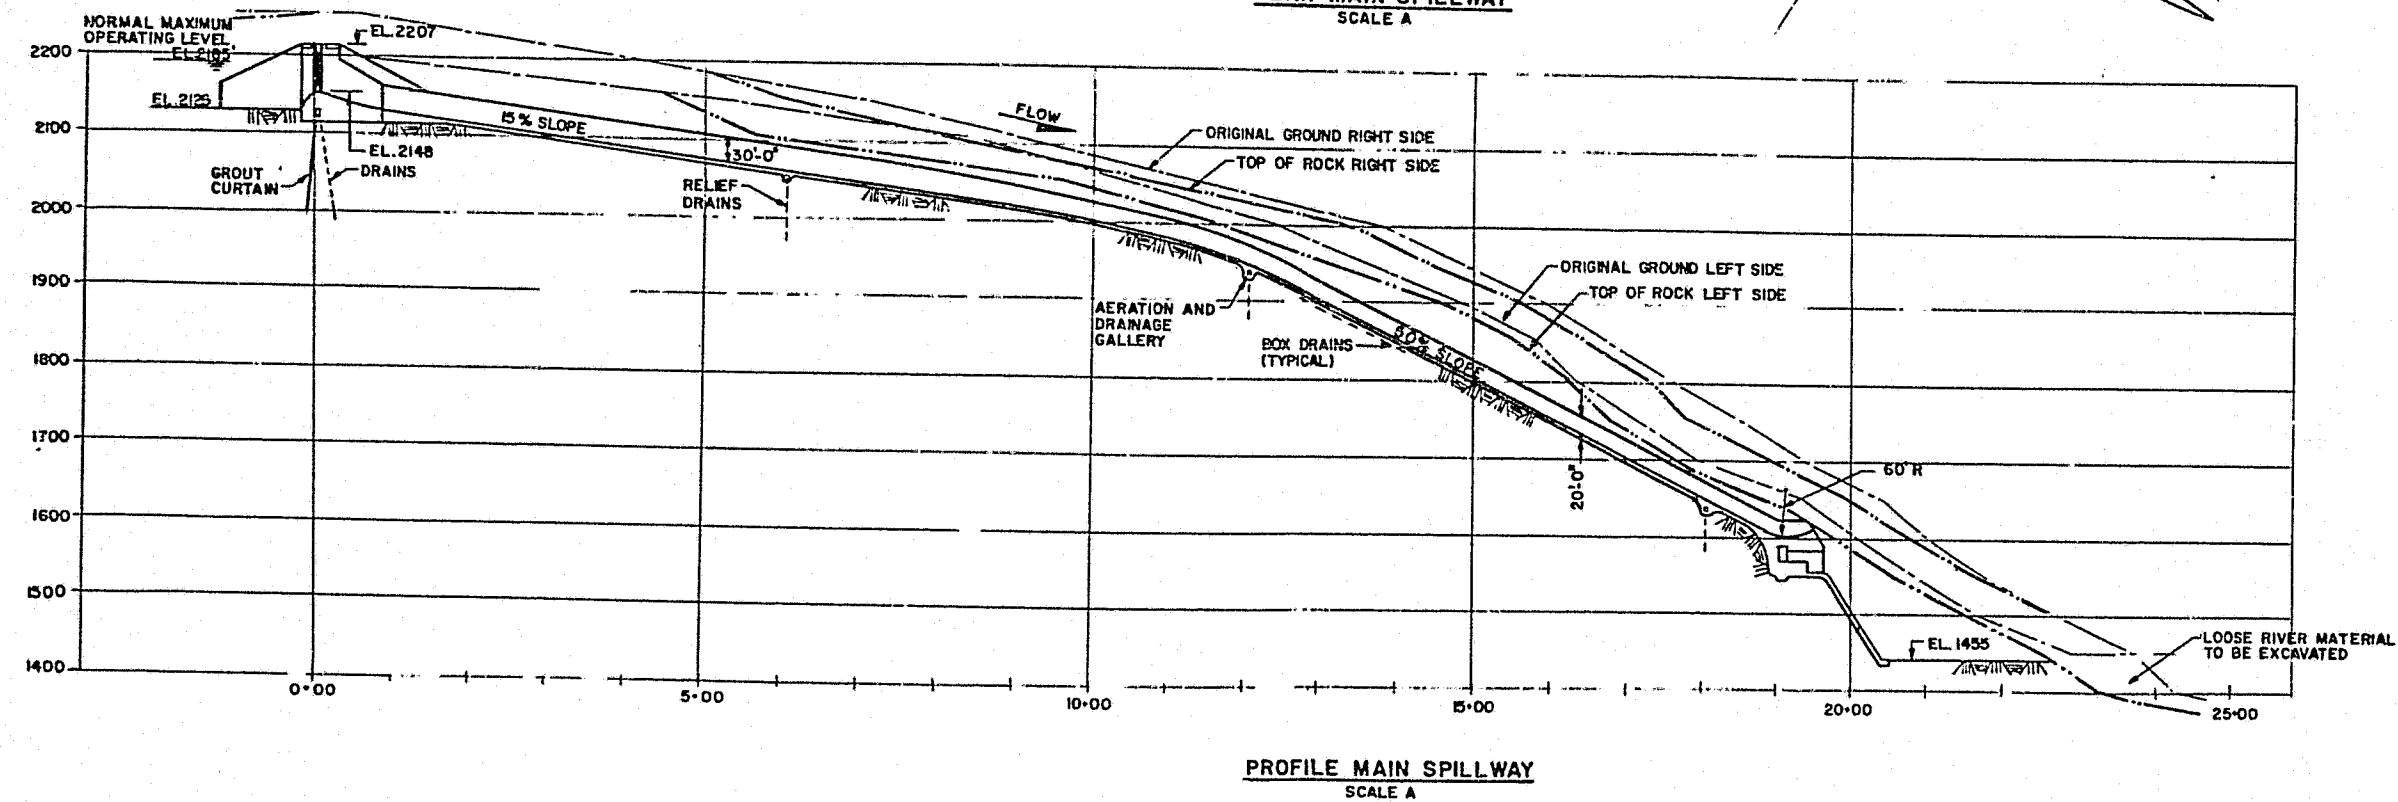 SCALE A
NORMAL MAXIMUM
OPERATING LEVEL
EL.2185'
EL.2207
2200
EL.2125
2100
15% SLOPE
FLOW
ORIGINAL GROUND RIGHT SIDE
TOP OF ROCK RIGHT SIDE
EL.2148
DRAINS
GROUT
CURTAIN
30'-0"
RELIEF
DRAINS
2000
1900
ORIGINAL GROUND LEFT SIDE
TOP OF ROCK LEFT SIDE
AERATION AND
DRAINAGE
GALLERY
BOX DRAINS
(TYPICAL)
50% SLOPE
1800
1700
20'-0"
60'R
1600
1500
EL.1455
LOOSE RIVER MATERIAL
TO BE EXCAVATED
1400
0+00
5+00
10+00
15+00
20+00
25+00
PROFILE MAIN SPILLWAY
SCALE A